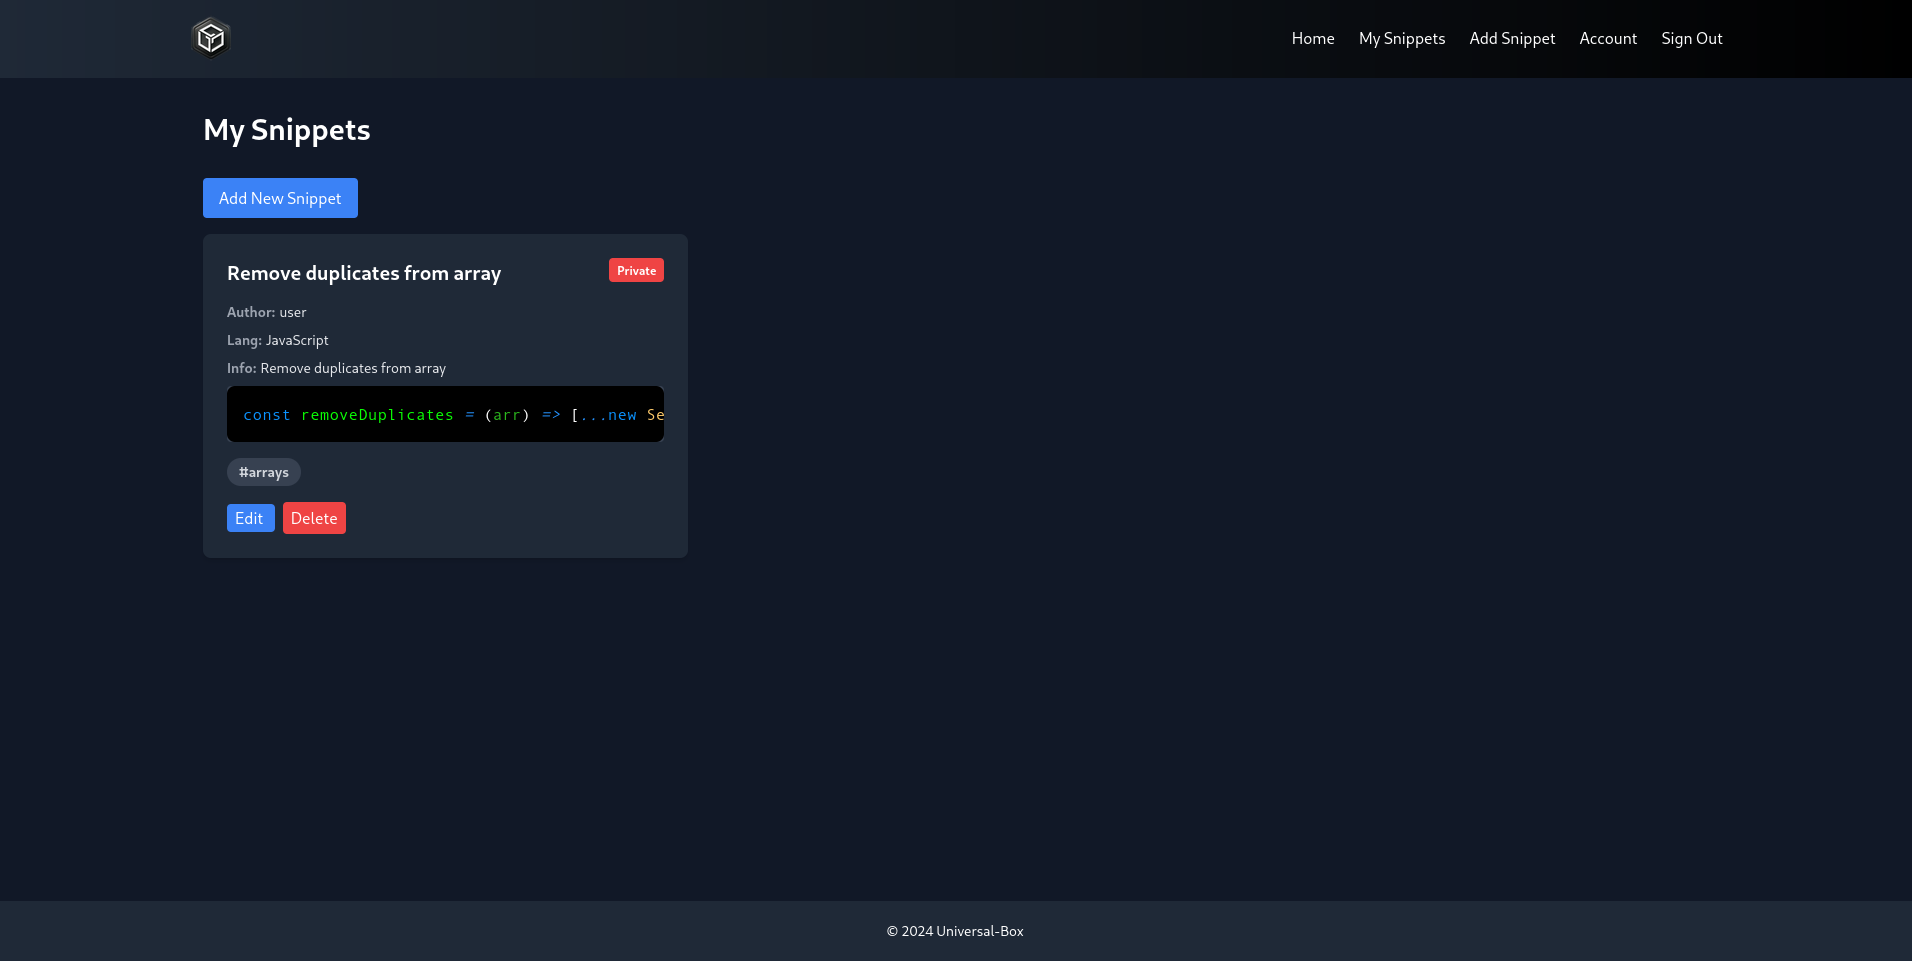 Home My Snippets Add Snippet Account Sign Out
My Snippets
Add New Snippet
Remove duplicates from array
Private
Author: user
Lang: JavaScript
Info: Remove duplicates from array
const removeDuplicates = (arr) => [...new Se
#arrays
Edit Delete
© 2024 Universal-Box